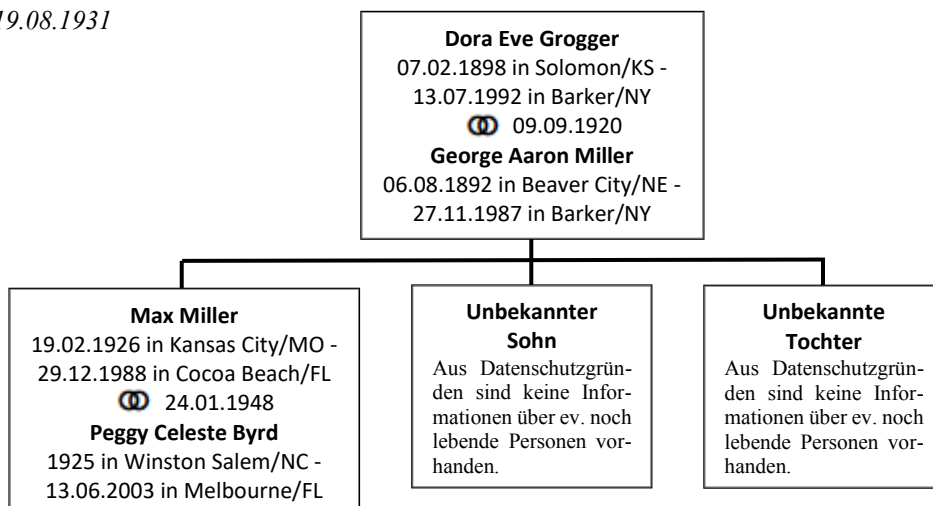 19.08.1931
Dora Eve Grogger
07.02.1898 in Solomon/KS -
13.07.1992 in Barker/NY
09.09.1920
George Aaron Miller
06.08.1892 in Beaver City/NE -
27.11.1987 in Barker/NY
Max Miller
19.02.1926 in Kansas City/MO -
29.12.1988 in Cocoa Beach/FL
24.01.1948
Peggy Celeste Byrd
1925 in Winston Salem/NC -
13.06.2003 in Melbourne/FL
Unbekannter
Sohn
Aus Datenschutzgrün-
den sind keine Infor-
mationen über ev. noch
lebende Personen vor-
handen.
Unbekannte
Tochter
Aus Datenschutzgrün-
den sind keine Infor-
mationen über ev. noch
lebende Personen vor-
handen.